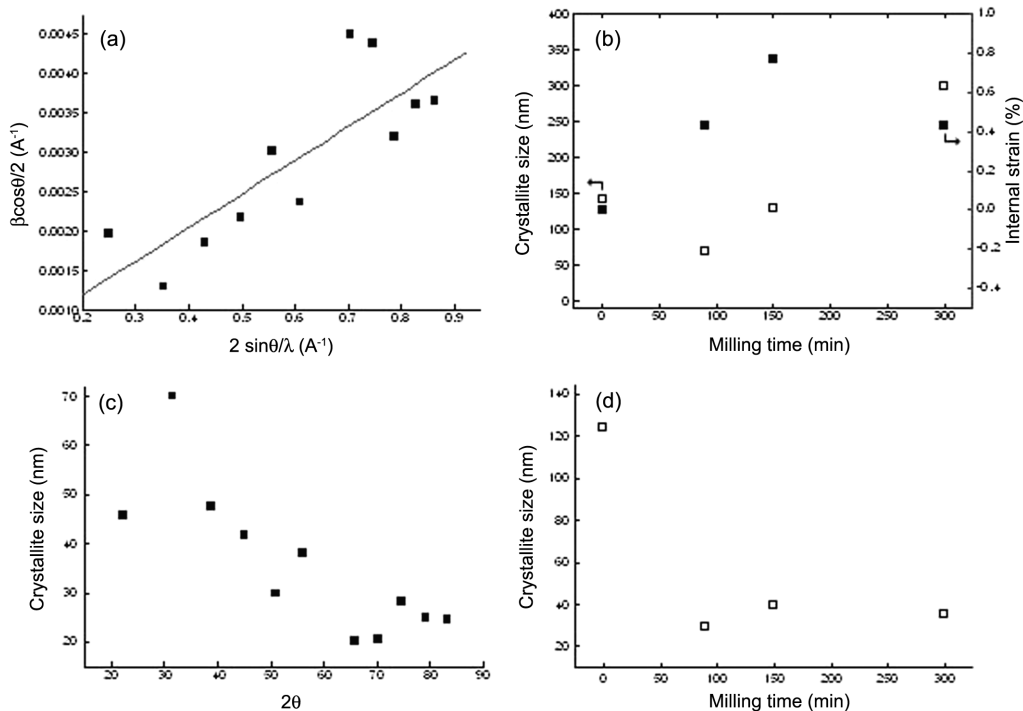 (a)
0.0045
0.0040
0.0035
0.0030
0.0025
0.0020
0.0015
0.0010
βcosθ/2 (A-1)
0.2 0.3 0.4 0.5 0.6 0.7 0.8 0.9
2 sinθ/λ (A-1)
(b)
400
350
300
250
200
150
100
50
0
Crystallite size (nm)
1.0
0.8
0.6
0.4
0.2
0.0
-0.2
-0.4
Internal strain (%)
0 50 100 150 200 250 300
Milling time (min)
(c)
70
60
50
40
30
20
Crystallite size (nm)
20 30 40 50 60 70 80 90
2θ
(d)
140
120
100
80
60
40
20
Crystallite size (nm)
0 50 100 150 200 250 300
Milling time (min)